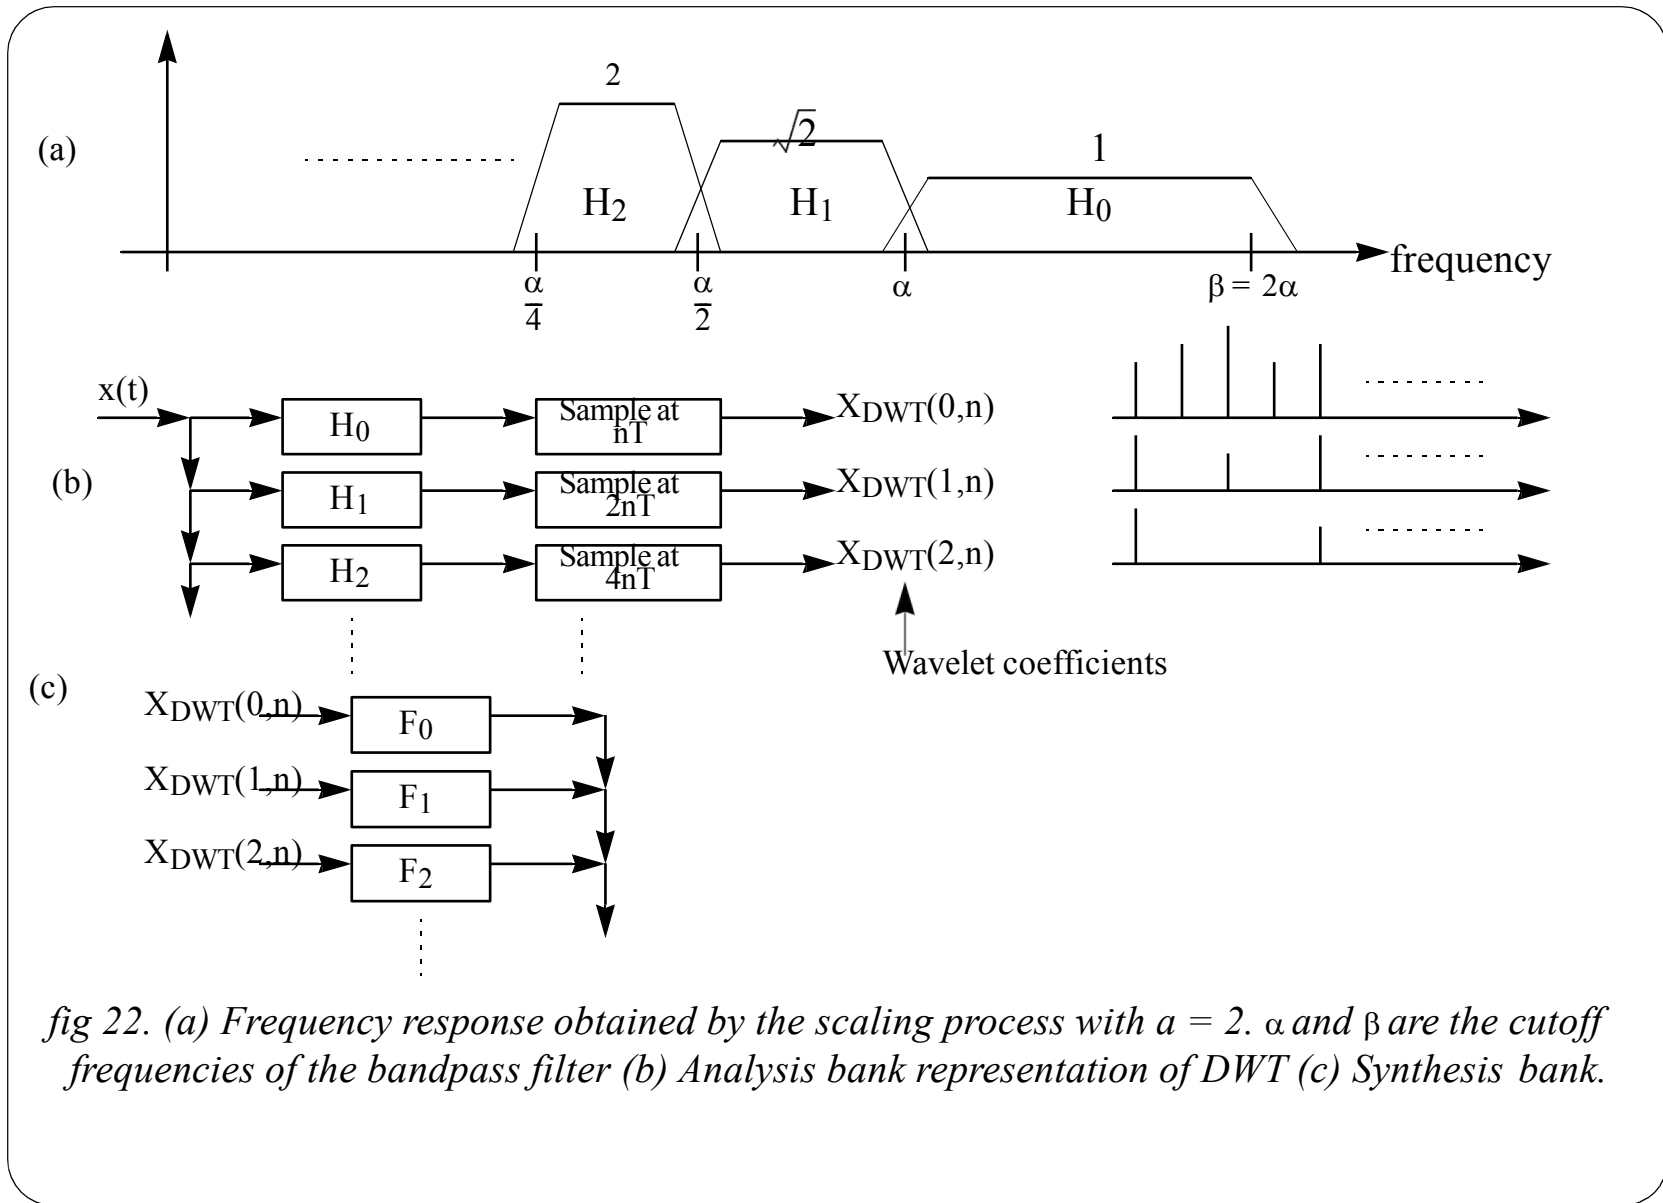 2
(a)
√2
1
H2
H1
H0
frequency
α/4
α/2
α
β = 2α
x(t)
H0
Sample at
nT
XDWT(0,n)
(b)
H1
Sample at
2nT
XDWT(1,n)
H2
Sample at
4nT
XDWT(2,n)
Wavelet coefficients
(c)
XDWT(0,n)
F0
XDWT(1,n)
F1
XDWT(2,n)
F2
fig 22. (a) Frequency response obtained by the scaling process with a = 2. α and β are the cutoff
frequencies of the bandpass filter (b) Analysis bank representation of DWT (c) Synthesis bank.